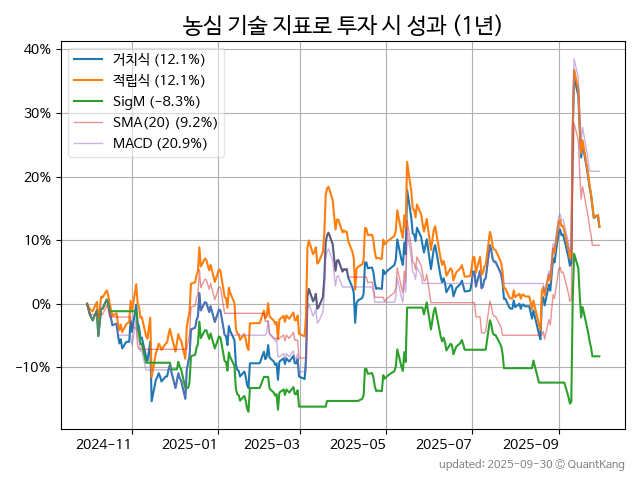 농심 기술 지표로 투자 시 성과 (1년)
거치식 (12.1%)
적립식 (12.1%)
SigM (−8.3%)
SMA(20) (9.2%)
MACD (20.9%)
40%
30%
20%
10%
0%
−10%
2024-11
2025-01
2025-03
2025-05
2025-07
2025-09
updated: 2025-09-30 © QuantKang